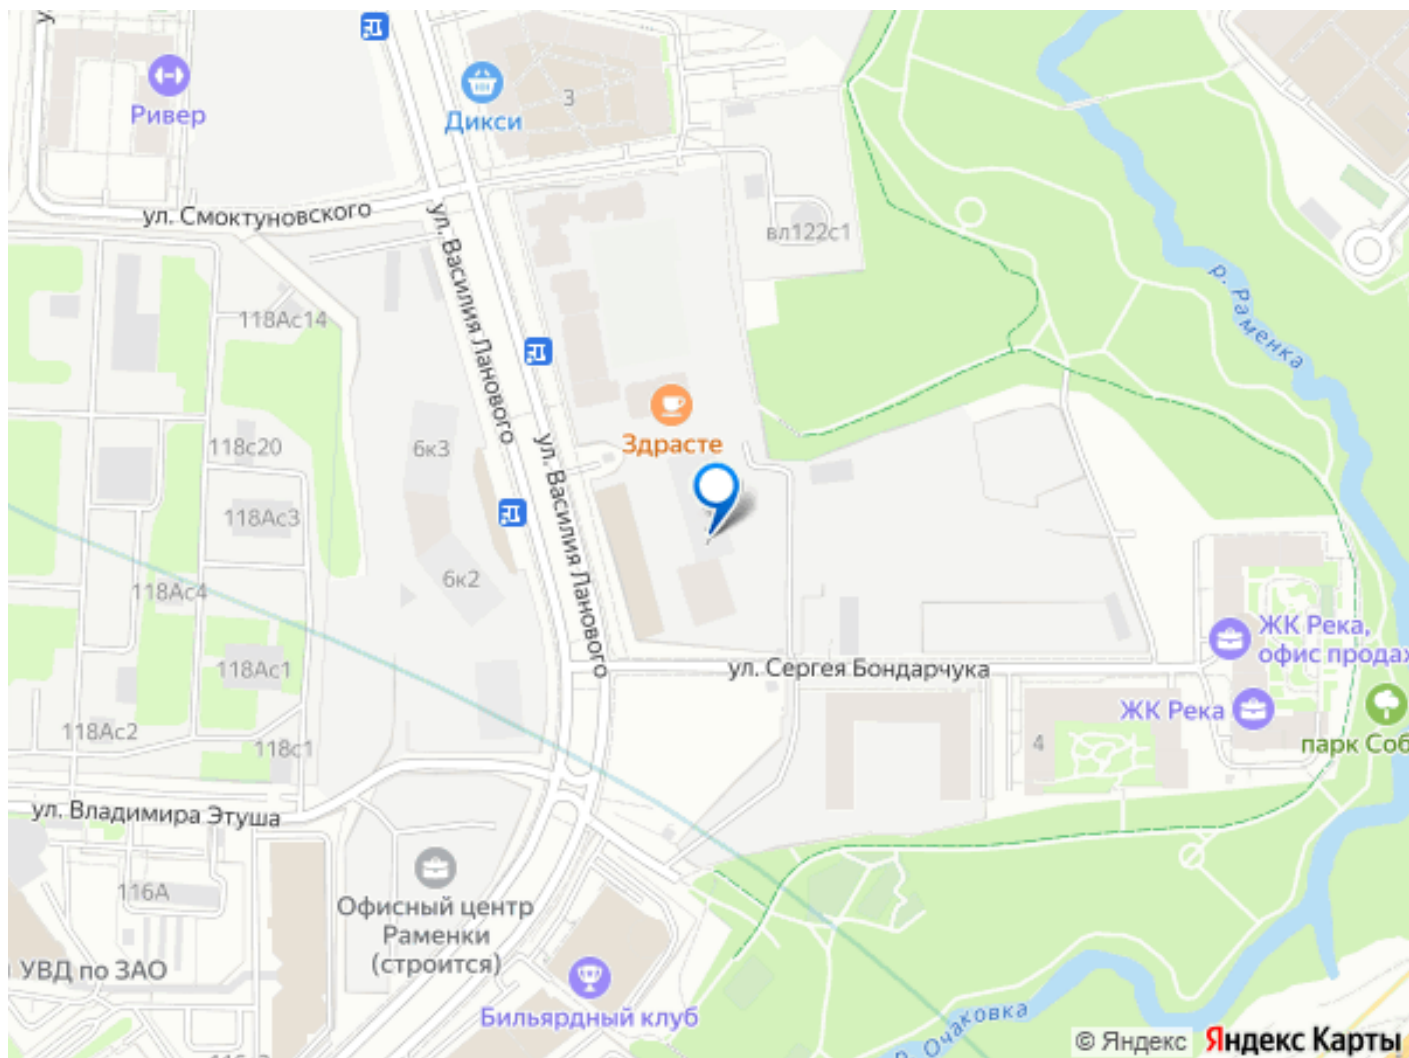 Ривер
Дикси
3
ул. Смоктуновского
вл122с1
ул. Василия Ланового
р. Раменка
118Ас14
Здрасте
6к3
118с20
ул. Василия Ланового
118Ас3
6к2
118Ас4
ЖК Река,
офис продаж
118Ас1
ул. Сергея Бондарчука
ЖК Река
118Ас2
118с1
4
парк Соб
ул. Владимира Этуша
116А
Офисный центр
Раменки
(строится)
УВД по ЗАО
Бильярдный клуб
р. Очаковка
© Яндекс Яндекс Карты